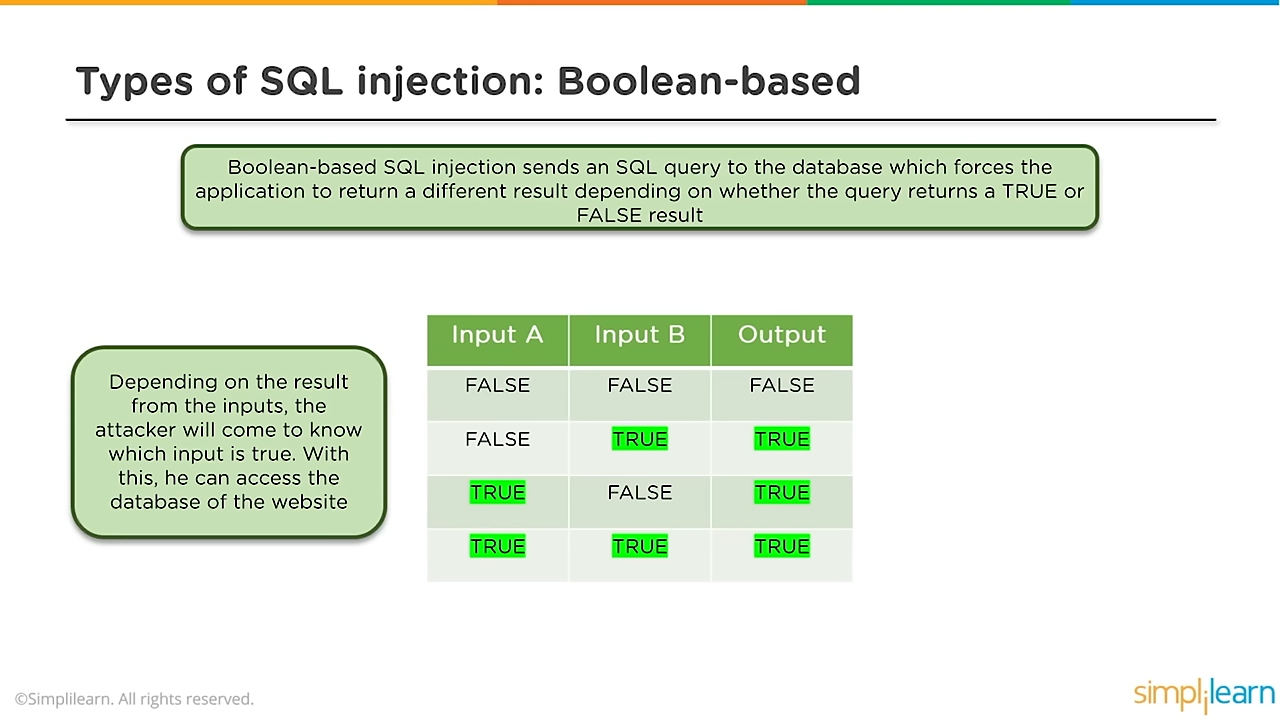 Types of SQL injection: Boolean-based
Boolean-based SQL injection sends an SQL query to the database which forces the
application to return a different result depending on whether the query returns a TRUE or
FALSE result
Depending on the result
from the inputs, the
attacker will come to know
which input is true. With
this, he can access the
database of the website
Input A Input B Output
FALSE FALSE FALSE
FALSE TRUE TRUE
TRUE FALSE TRUE
TRUE TRUE TRUE
©Simplilearn. All rights reserved.
simplilearn